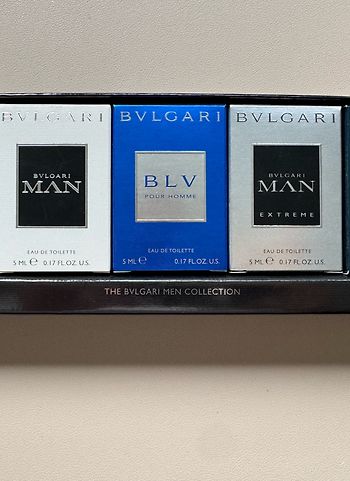 BVLGARI
BVLGARI
MAN
EAU DE TOILETTE
5 ML ℮ 0.17 FL.OZ. U.S.
BVLGARI
BLV
POUR HOMME
EAU DE TOILETTE
5 ML ℮ 0.17 FL.OZ. U.S.
BVLGARI
BVLGARI
MAN
EXTREME
EAU DE TOILETTE
5 ML ℮ 0.17 FL.OZ. U.S.
THE BVLGARI MEN COLLECTION